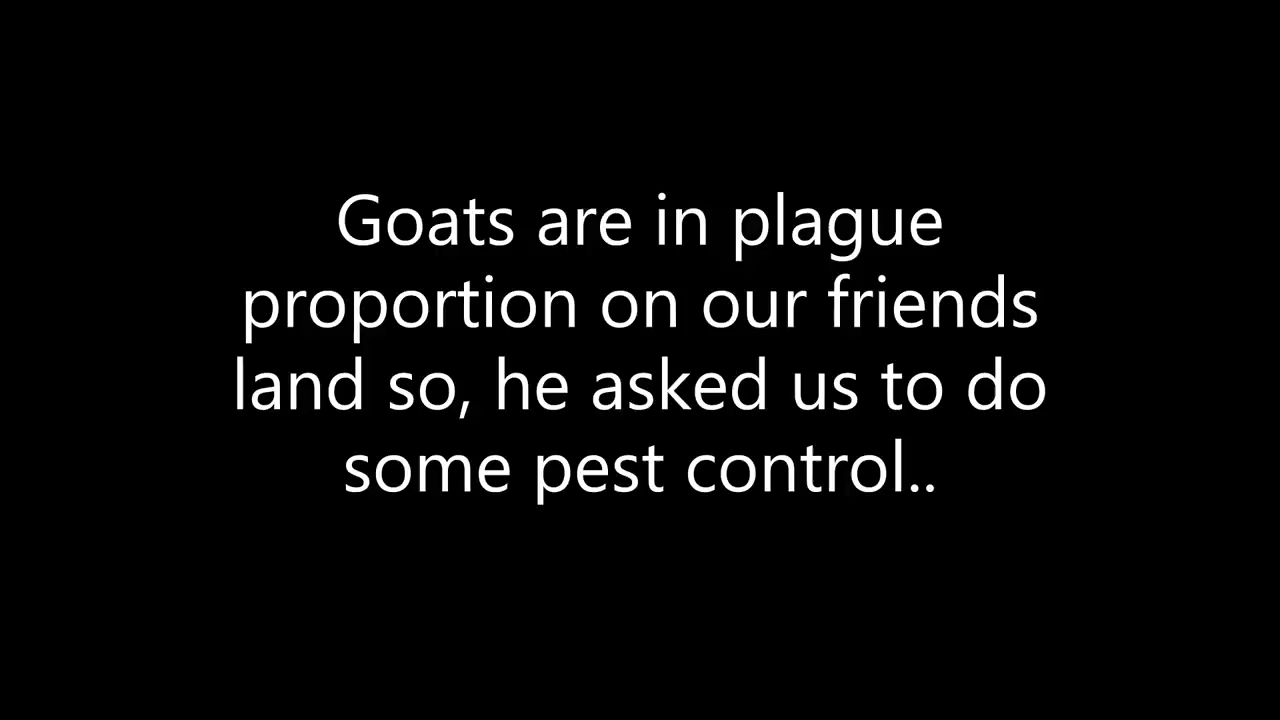 Goats are in plague
proportion on our friends
land so, he asked us to do
some pest control..